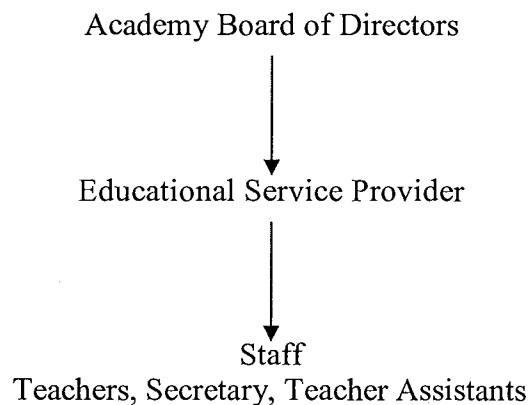 Academy Board of Directors
Educational Service Provider
Staff
Teachers, Secretary, Teacher Assistants